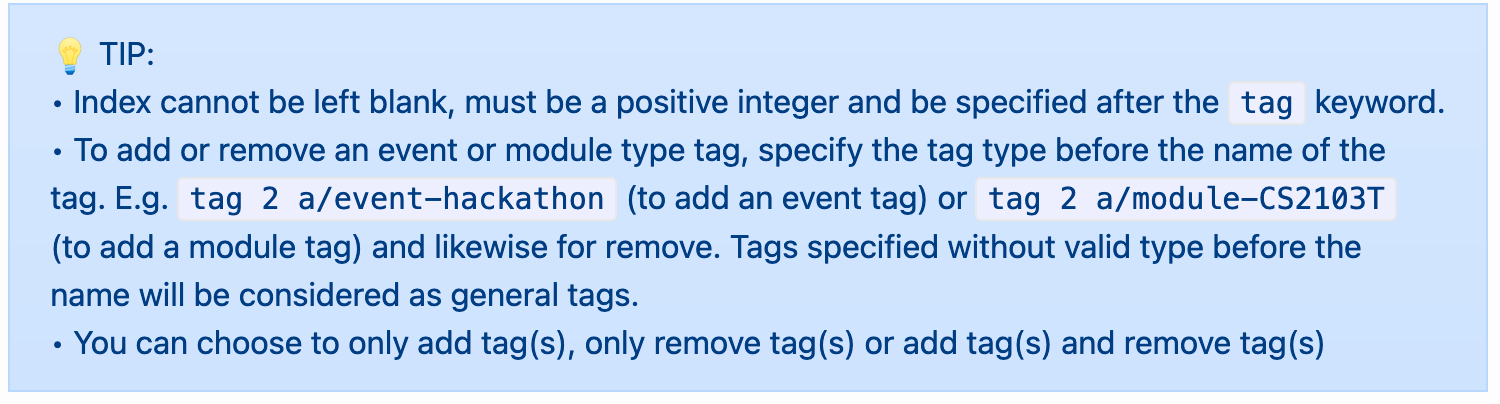 💡 TIP:
• Index cannot be left blank, must be a positive integer and be specified after the tag keyword.
• To add or remove an event or module type tag, specify the tag type before the name of the
tag. E.g. tag 2 a/event-hackathon (to add an event tag) or tag 2 a/module-CS2103T
(to add a module tag) and likewise for remove. Tags specified without valid type before the
name will be considered as general tags.
• You can choose to only add tag(s), only remove tag(s) or add tag(s) and remove tag(s)